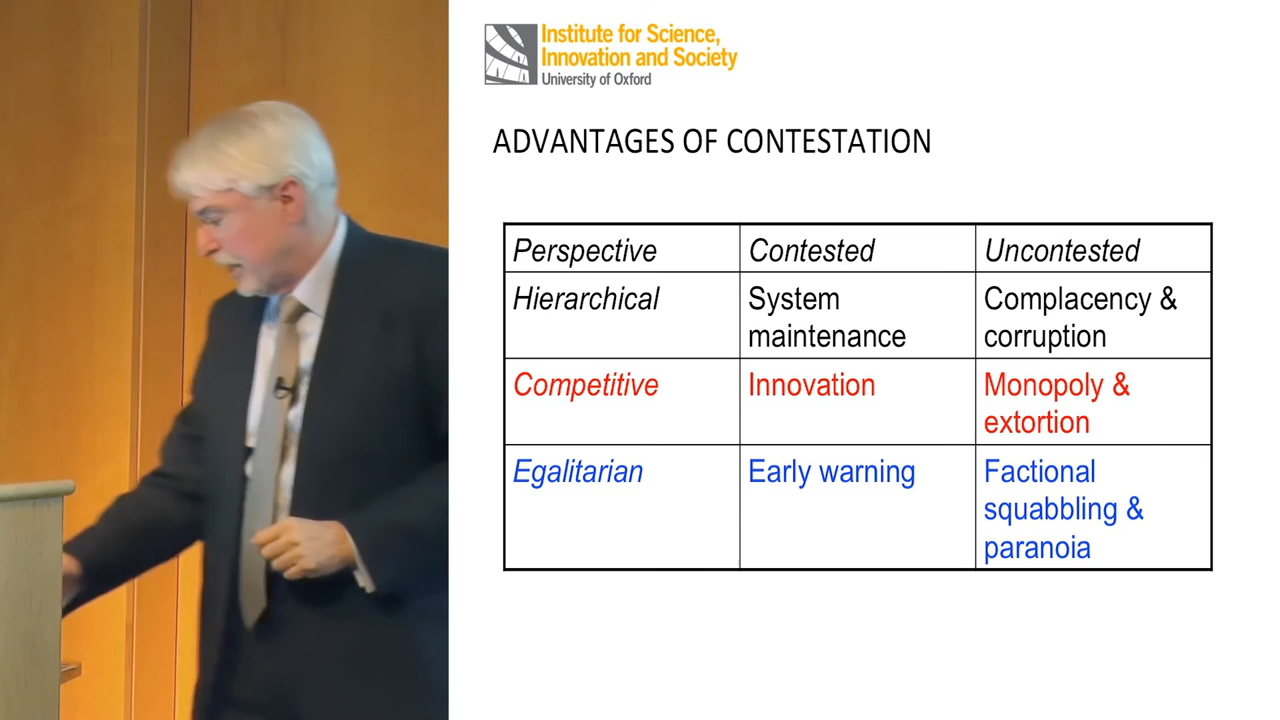 Institute for Science,
Innovation and Society
University of Oxford
ADVANTAGES OF CONTESTATION
Perspective Contested Uncontested
Hierarchical System maintenance Complacency & corruption
Competitive Innovation Monopoly & extortion
Egalitarian Early warning Factional squabbling & paranoia